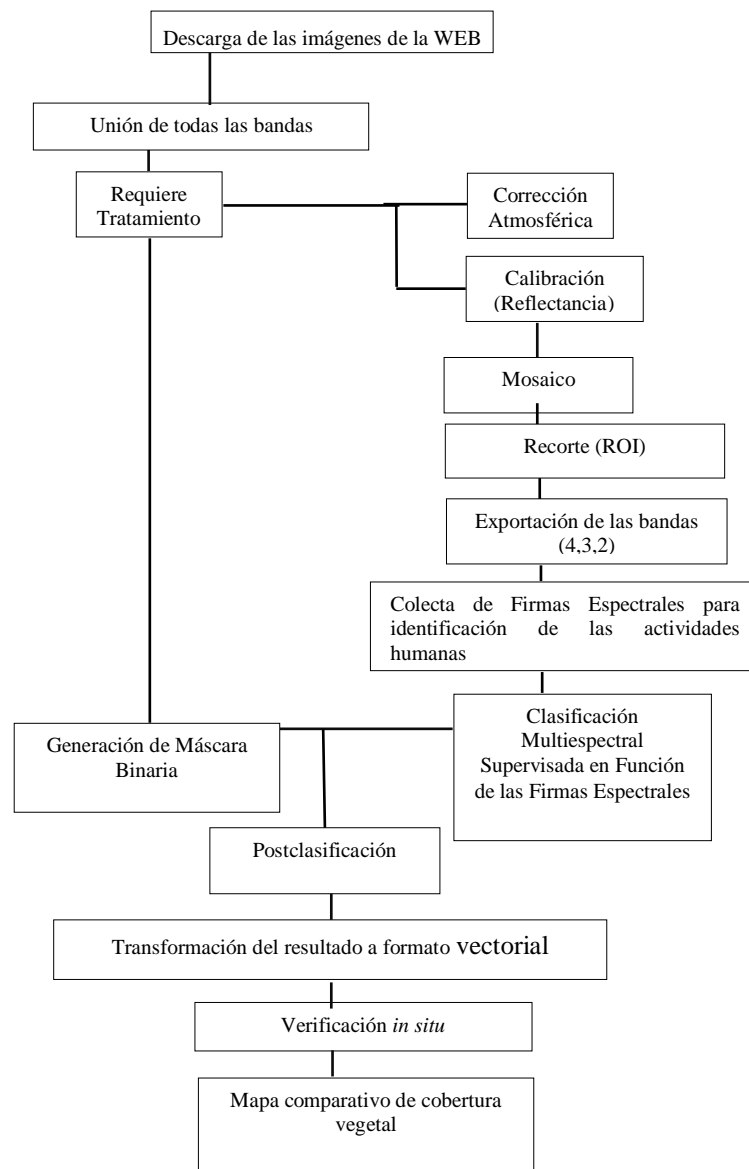 Descarga de las imágenes de la WEB
Unión de todas las bandas
Requiere
Tratamiento
Corrección
Atmosférica
Calibración
(Reflectancia)
Mosaico
Recorte (ROI)
Exportación de las bandas
(4,3,2)
Colecta de Firmas Espectrales para
identificación de las actividades
humanas
Generación de Máscara
Binaria
Clasificación
Multiespectral
Supervisada en Función
de las Firmas Espectrales
Postclasificación
Transformación del resultado a formato vectorial
Verificación in situ
Mapa comparativo de cobertura
vegetal